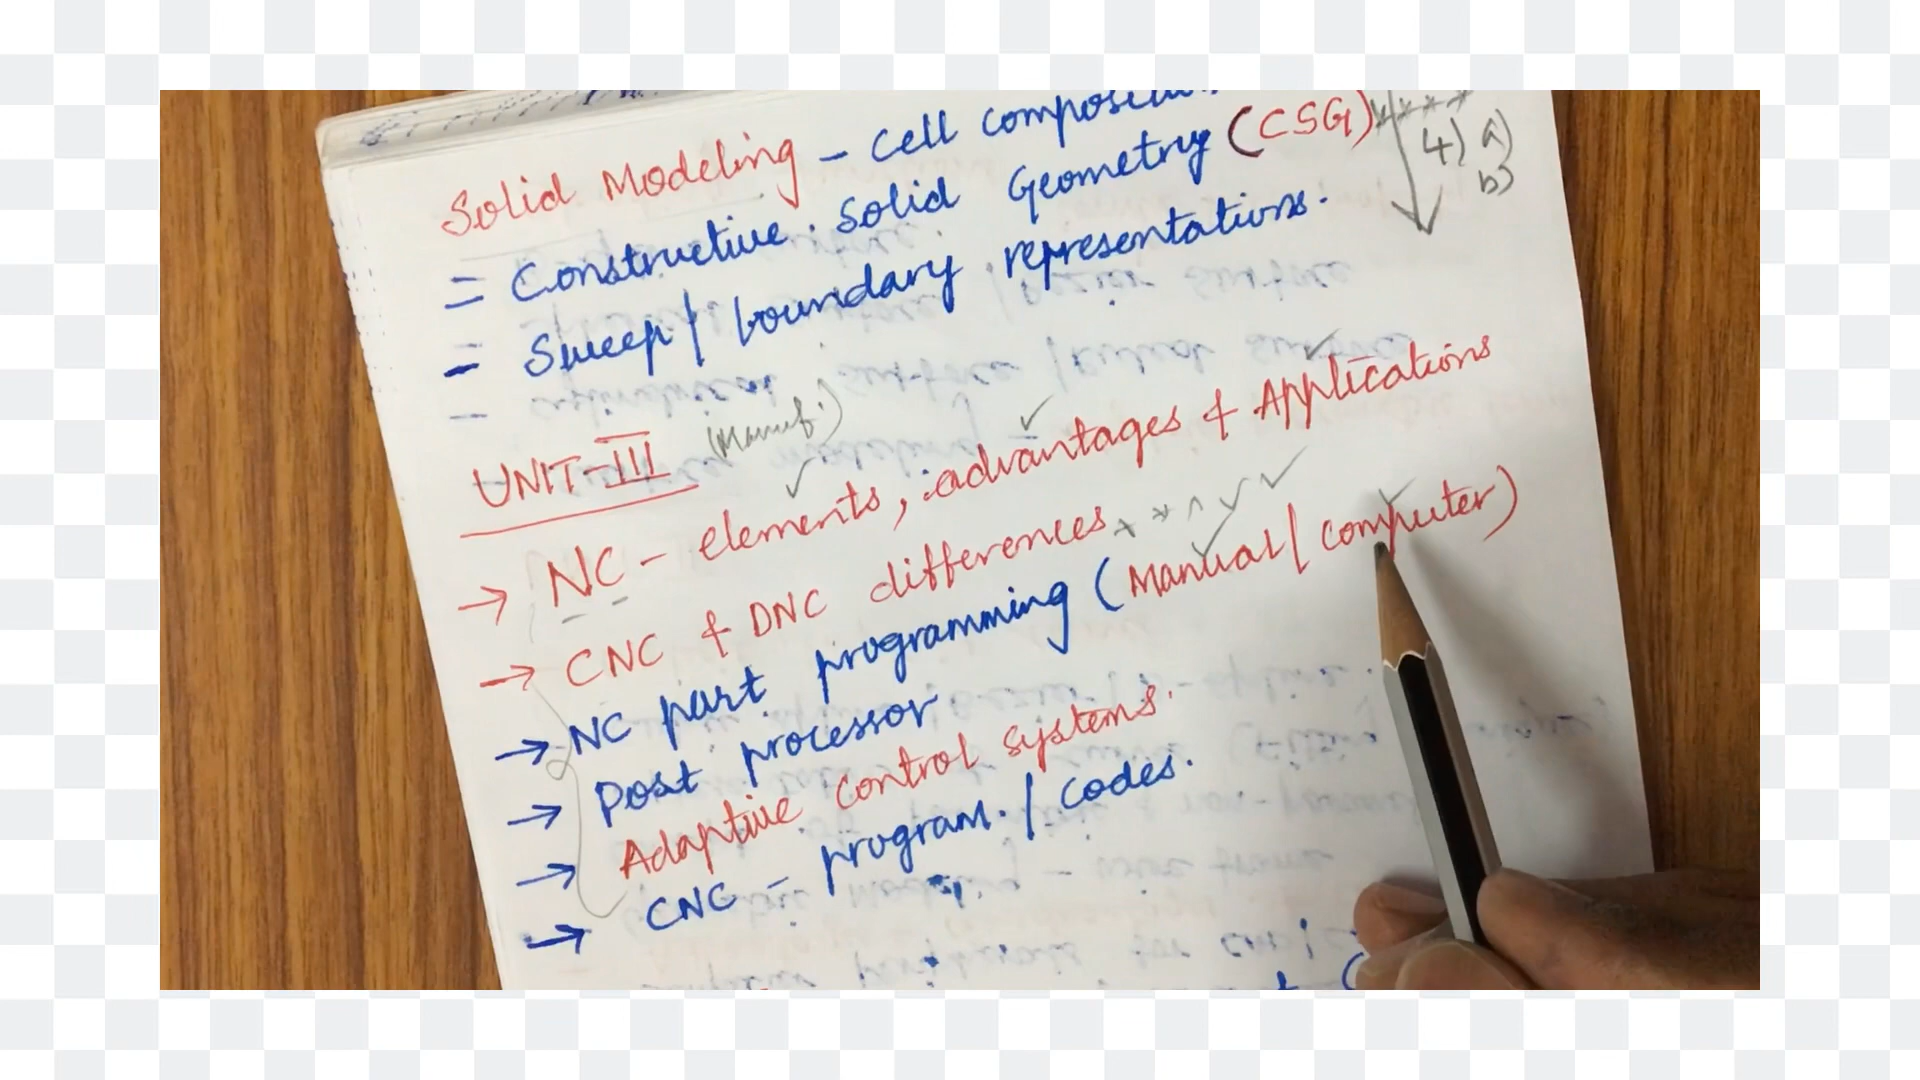 Solid Modeling - Cell
= Constructive solid Geometry (CSG) ****
4) a)
b)
- Sweep / boundary representations.
UNIT-III (Manuf.)
→ NC - elements, advantages & Applications
→ CNC & DNC differences **
→ NC part programming (Manual / Computer)
→ Post processor
→ Adaptive control systems.
→ CNC - program. / codes.